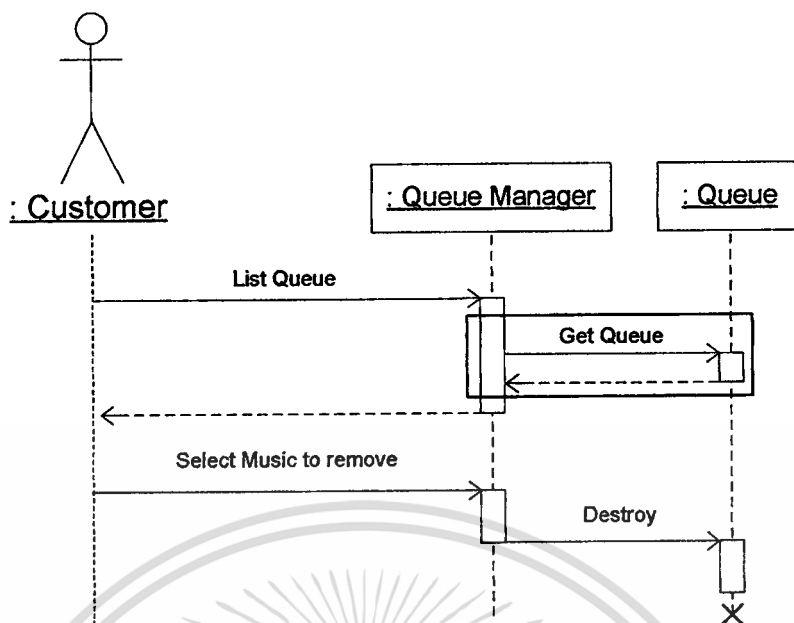 : Customer
: Queue Manager
: Queue
List Queue
Get Queue
Select Music to remove
Destroy